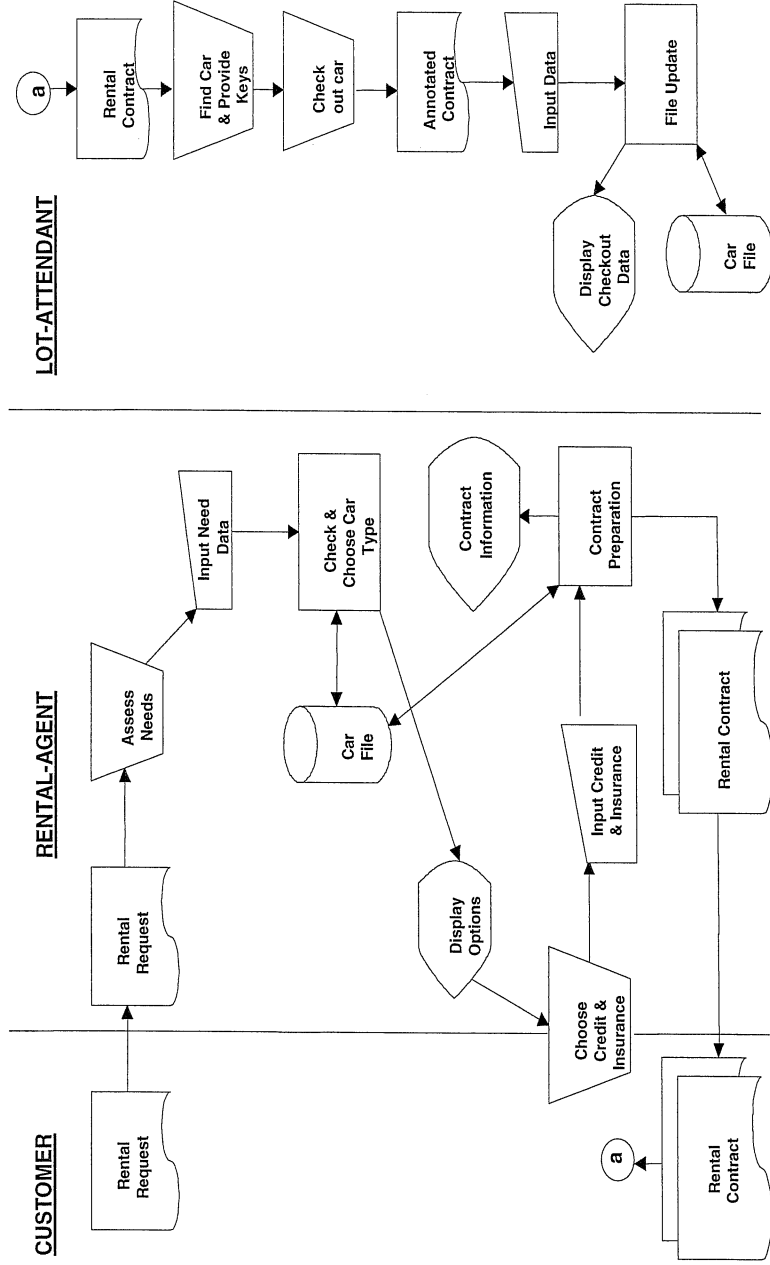 CUSTOMER
RENTAL-AGENT
LOT-ATTENDANT
Rental
Request
Rental
Request
Assess
Needs
Input Need
Data
Check &
Choose Car
Type
Car
File
Display
Options
Choose
Credit &
Insurance
Input Credit
& Insurance
Contract
Information
Contract
Preparation
Rental Contract
Rental
Contract
a
a
Rental
Contract
Find Car
& Provide
Keys
Check
out car
Annotated
Contract
Input Data
File Update
Display
Checkout
Data
Car
File